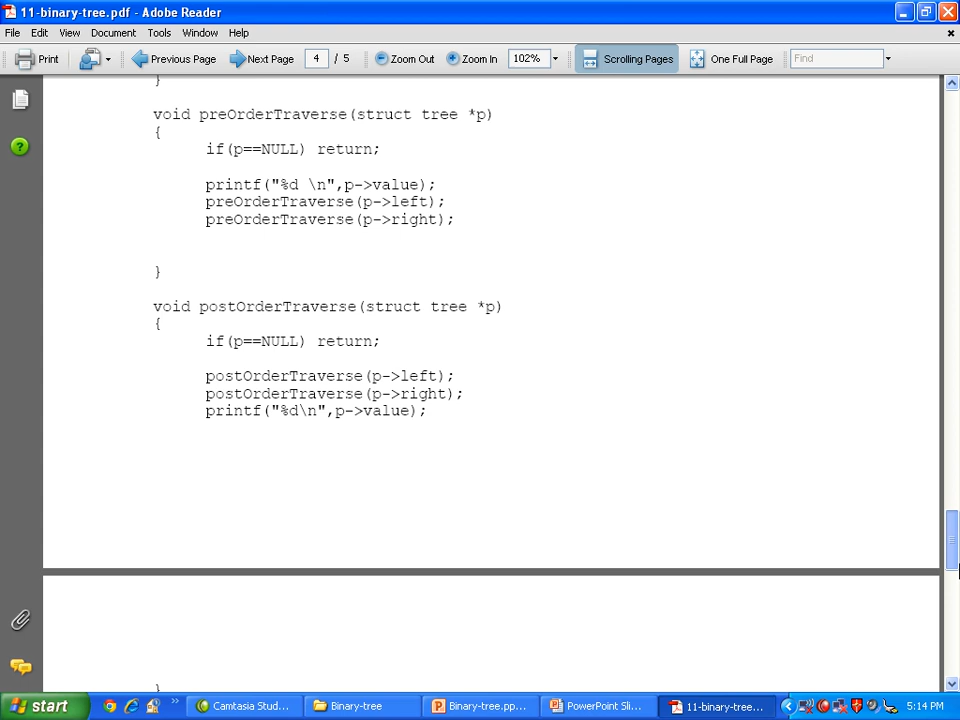 11-binary-tree.pdf - Adobe Reader
File Edit View Document Tools Window Help
Print Previous Page Next Page 4 / 5 Zoom Out Zoom In 102% Scrolling Pages One Full Page Find
}
void preOrderTraverse(struct tree *p)
{
if(p==NULL) return;
printf("%d \n",p->value);
preOrderTraverse(p->left);
preOrderTraverse(p->right);
}
void postOrderTraverse(struct tree *p)
{
if(p==NULL) return;
postOrderTraverse(p->left);
postOrderTraverse(p->right);
printf("%d\n",p->value);
}
start Camtasia Stud... Binary-tree Binary-tree.pp... PowerPoint Sli... 11-binary-tree... 5:14 PM